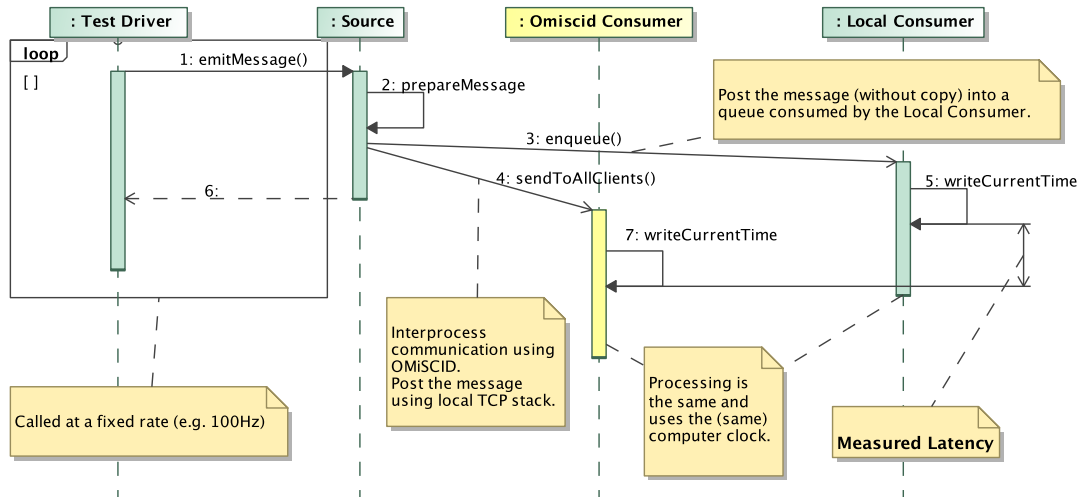 : Test Driver
: Source
: Omiscid Consumer
: Local Consumer
loop
[ ]
1: emitMessage()
2: prepareMessage
Post the message (without copy) into a
queue consumed by the Local Consumer.
3: enqueue()
4: sendToAllClients()
5: writeCurrentTime
6:
7: writeCurrentTime
Interprocess
communication using
OMiSCID.
Post the message
using local TCP stack.
Processing is
the same and
uses the (same)
computer clock.
Called at a fixed rate (e.g. 100Hz)
Measured Latency